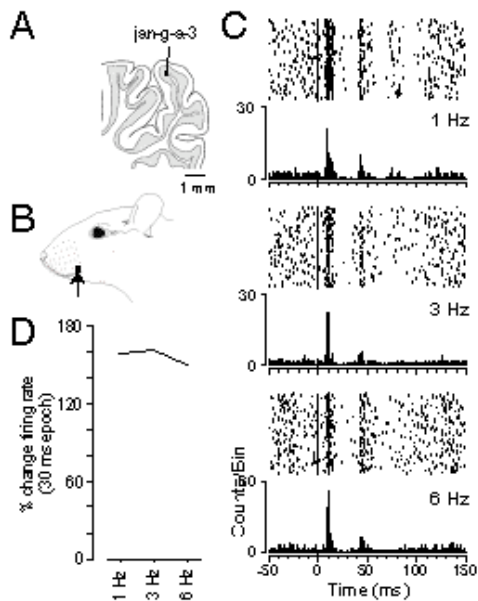 A
jan-g-a-3
1 mm
B
C
30
1 Hz
0
30
3 Hz
0
Counts/Bin
6 Hz
0
-50 0 50 100 150
Time (ms)
D
% change firing rate
(30 ms epoch)
180
120
60
0
1 Hz
3 Hz
6 Hz